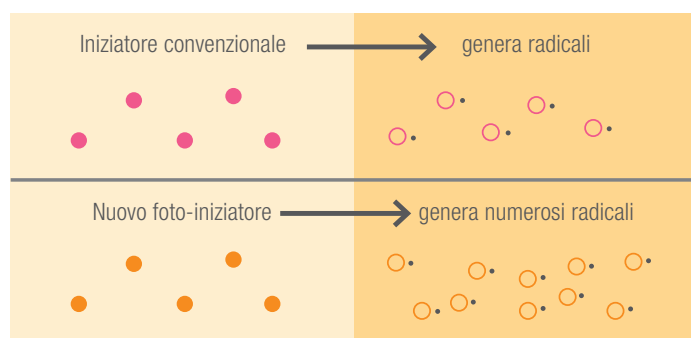 Iniziatore convenzionale
genera radicali
Nuovo foto-iniziatore
genera numerosi radicali